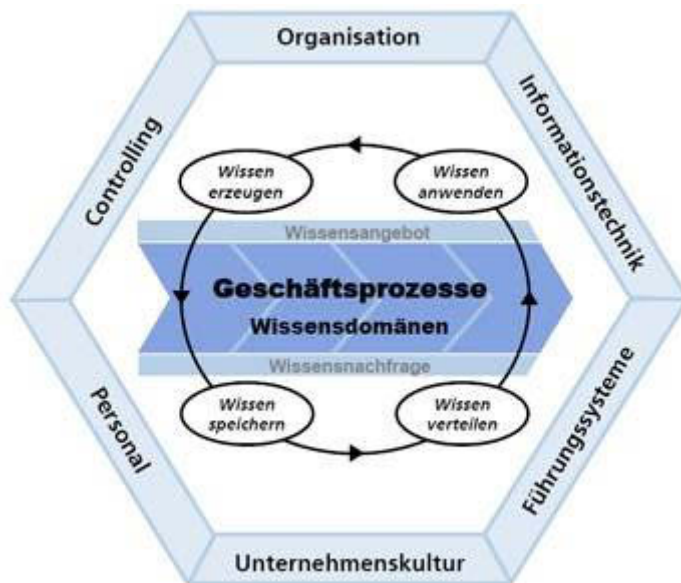 Organisation
Controlling
Informationstechnik
Wissen
erzeugen
Wissen
anwenden
Wissensangebot
Geschäftsprozesse
Wissensdomänen
Wissensnachfrage
Wissen
speichern
Wissen
verteilen
Personal
Führungssysteme
Unternehmenskultur